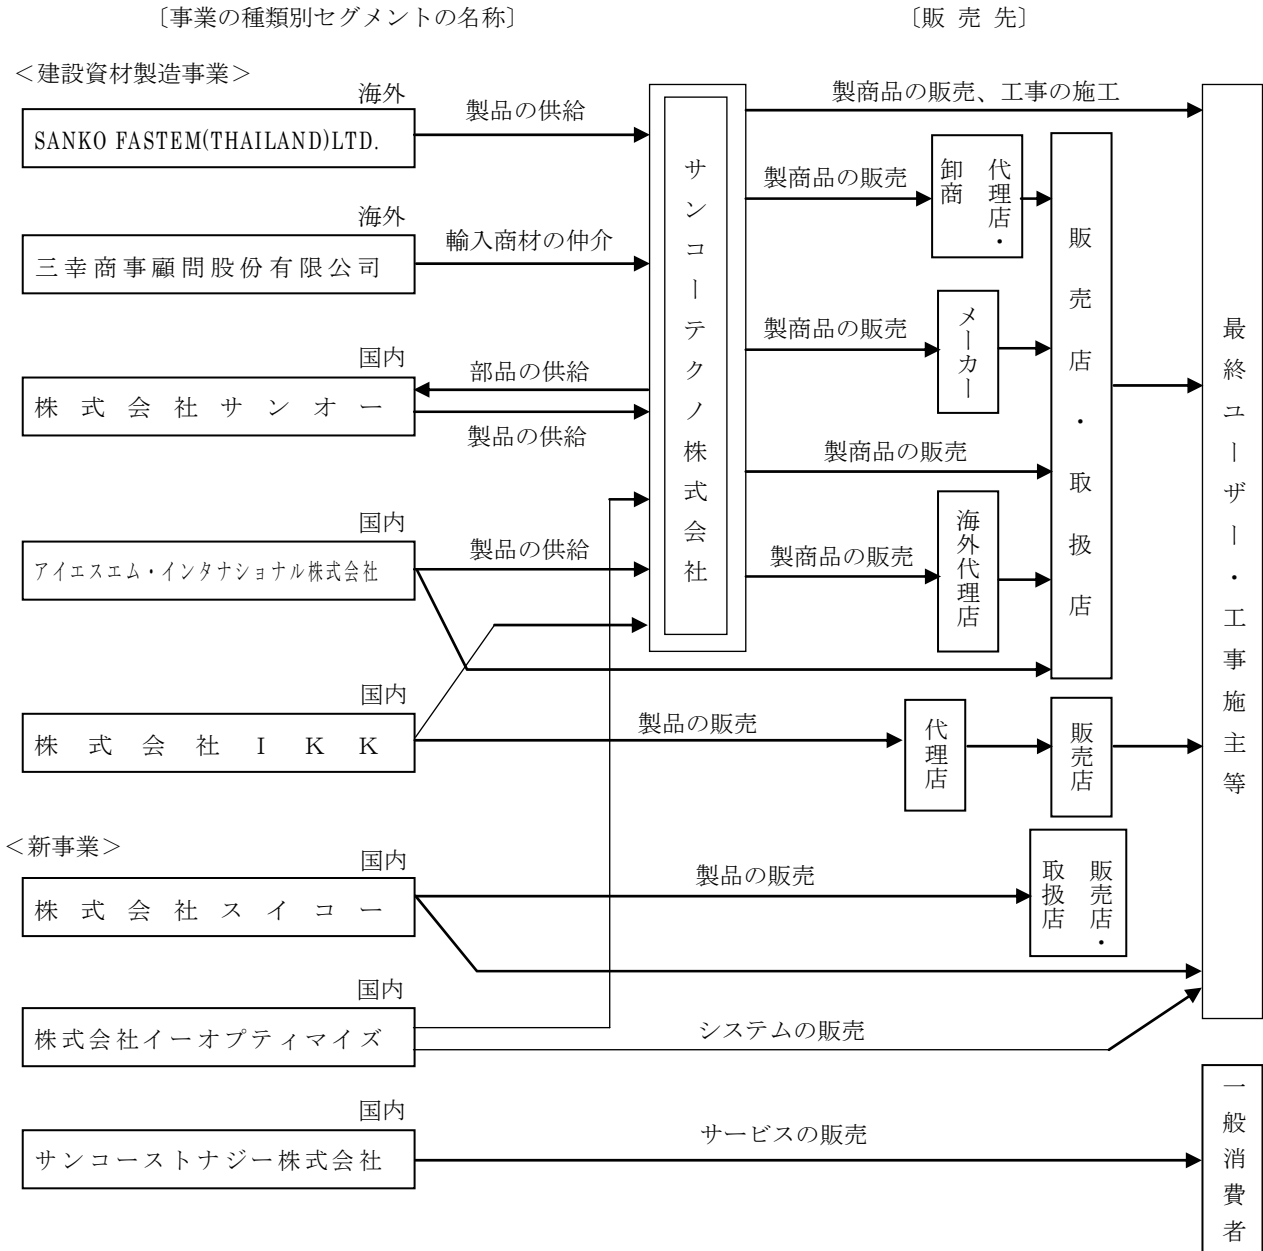 〔事業の種類別セグメントの名称〕
〔販 売 先〕
＜建設資材製造事業＞
海外
SANKO FASTEM(THAILAND)LTD.
製品の供給
海外
三幸商事顧問股份有限公司
輸入商材の仲介
国内
株式会社サンオー
部品の供給
製品の供給
国内
アイエスエム・インタナショナル株式会社
製品の供給
国内
株式会社ＩＫＫ
製品の販売
サンコーテクノ株式会社
製商品の販売、工事の施工
製商品の販売
代理店・
卸商
製商品の販売
メーカー
製商品の販売
製商品の販売
海外代理店
販売店・取扱店
代理店
販売店
最終ユーザー・工事施主等
＜新事業＞
国内
株式会社スイコー
製品の販売
販売店・
取扱店
国内
株式会社イーオプティマイズ
システムの販売
国内
サンコーストナジー株式会社
サービスの販売
一般消費者